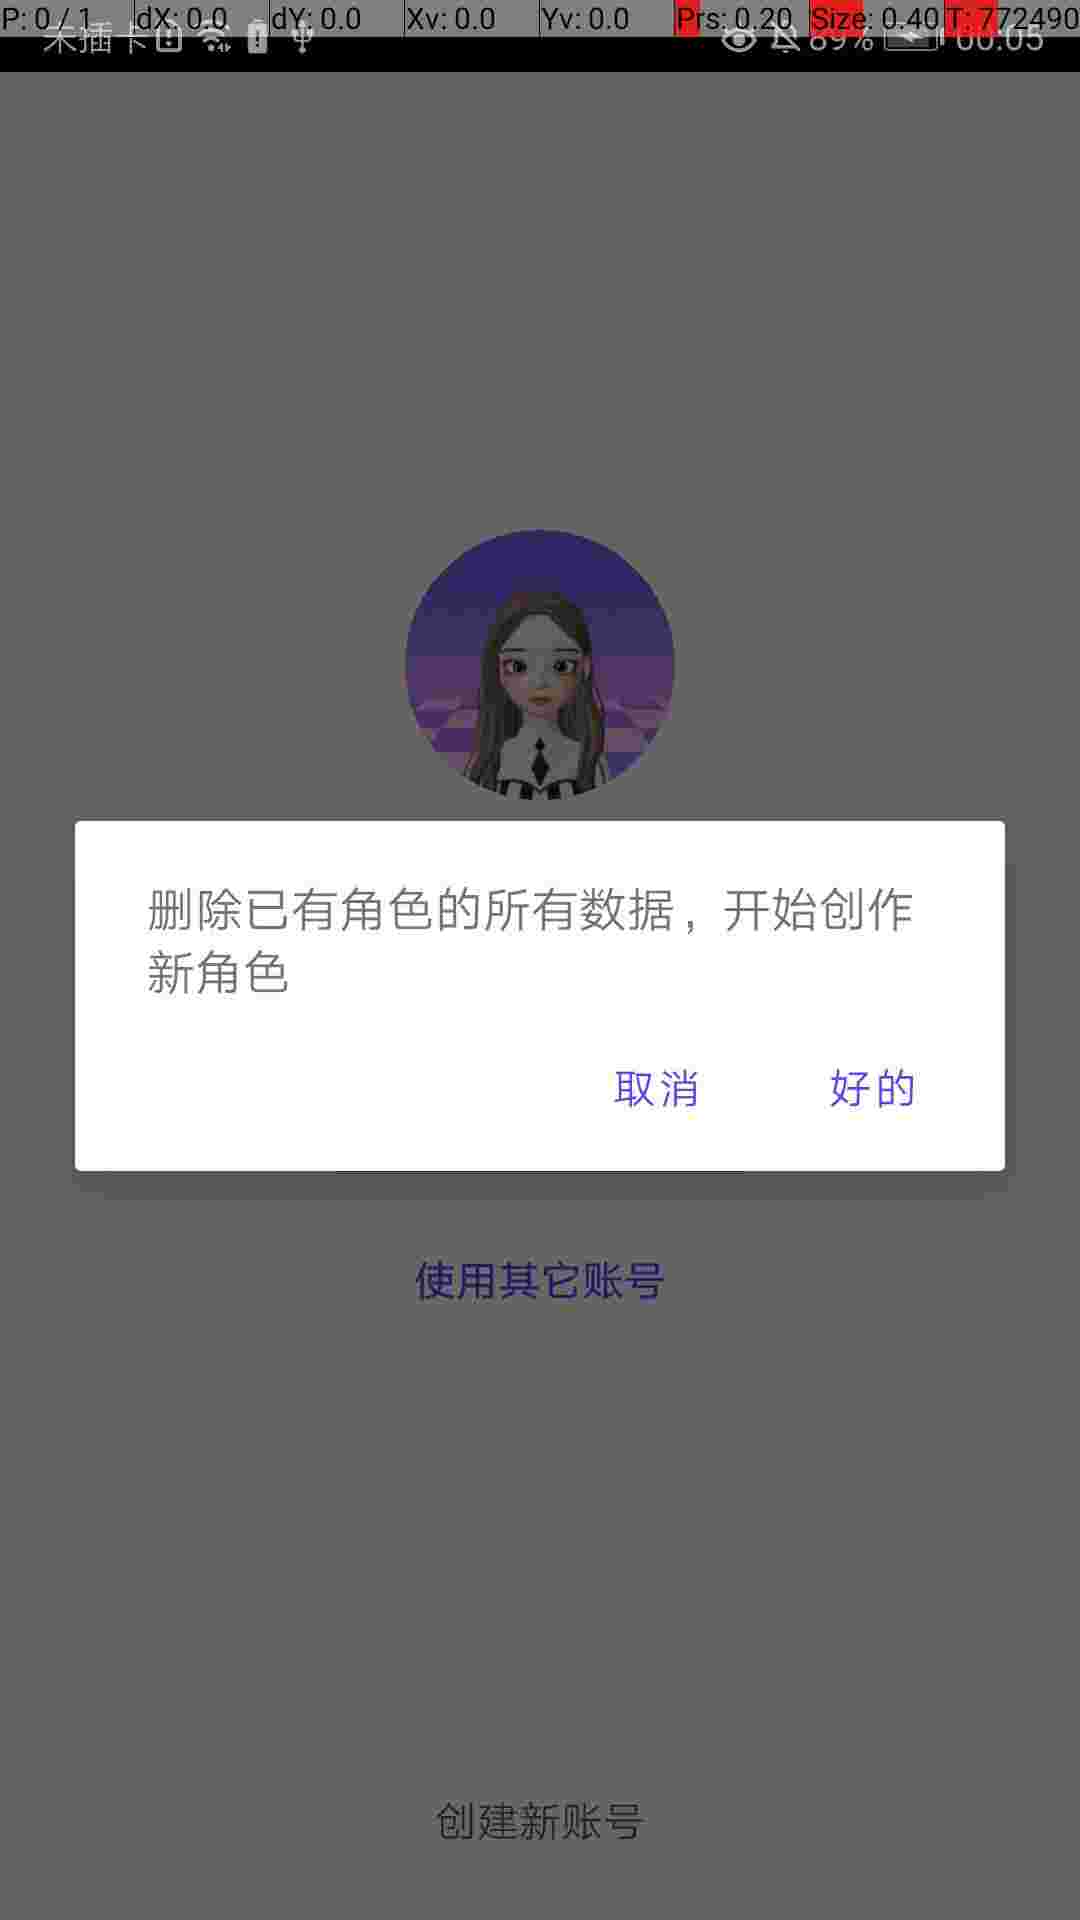 P: 0 / 1 dX: 0.0 dY: 0.0 Xv: 0.0 Yv: 0.0 Prs: 0.20 Size: 0.40 T: 772490
未插卡 89% 00:05
删除已有角色的所有数据，开始创作
新角色
取消 好的
使用其它账号
创建新账号